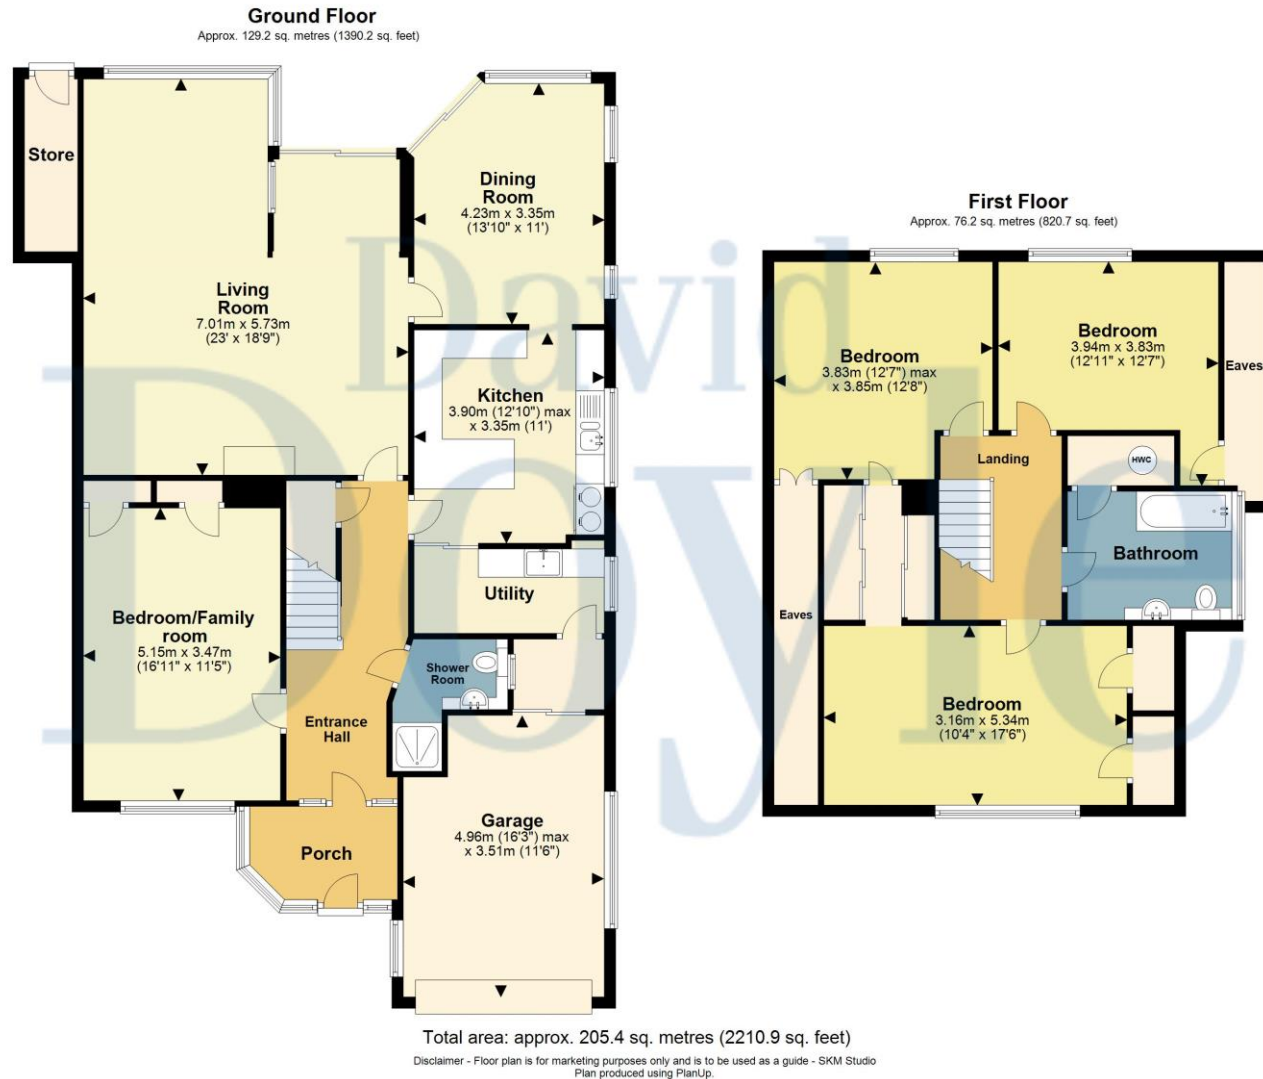 Ground Floor
Approx. 129.2 sq. metres (1390.2 sq. feet)
Store
Dining
Room
4.23m x 3.35m
(13'10" x 11')
Living
Room
7.01m x 5.73m
(23' x 18'9")
Kitchen
3.90m (12'10") max
x 3.35m (11')
Utility
Bedroom/Family
room
5.15m x 3.47m
(16'11" x 11'5")
Shower
Room
Entrance
Hall
Porch
Garage
4.96m (16'3") max
x 3.51m (11'6")
First Floor
Approx. 76.2 sq. metres (820.7 sq. feet)
Bedroom
3.83m (12'7") max
x 3.85m (12'8")
Bedroom
3.94m x 3.83m
(12'11" x 12'7")
Eaves
Landing
HWC
Bathroom
Eaves
Bedroom
3.16m x 5.34m
(10'4" x 17'6")
David
Doyle
Total area: approx. 205.4 sq. metres (2210.9 sq. feet)
Disclaimer - Floor plan is for marketing purposes only and is to be used as a guide - SKM Studio
Plan produced using PlanUp.